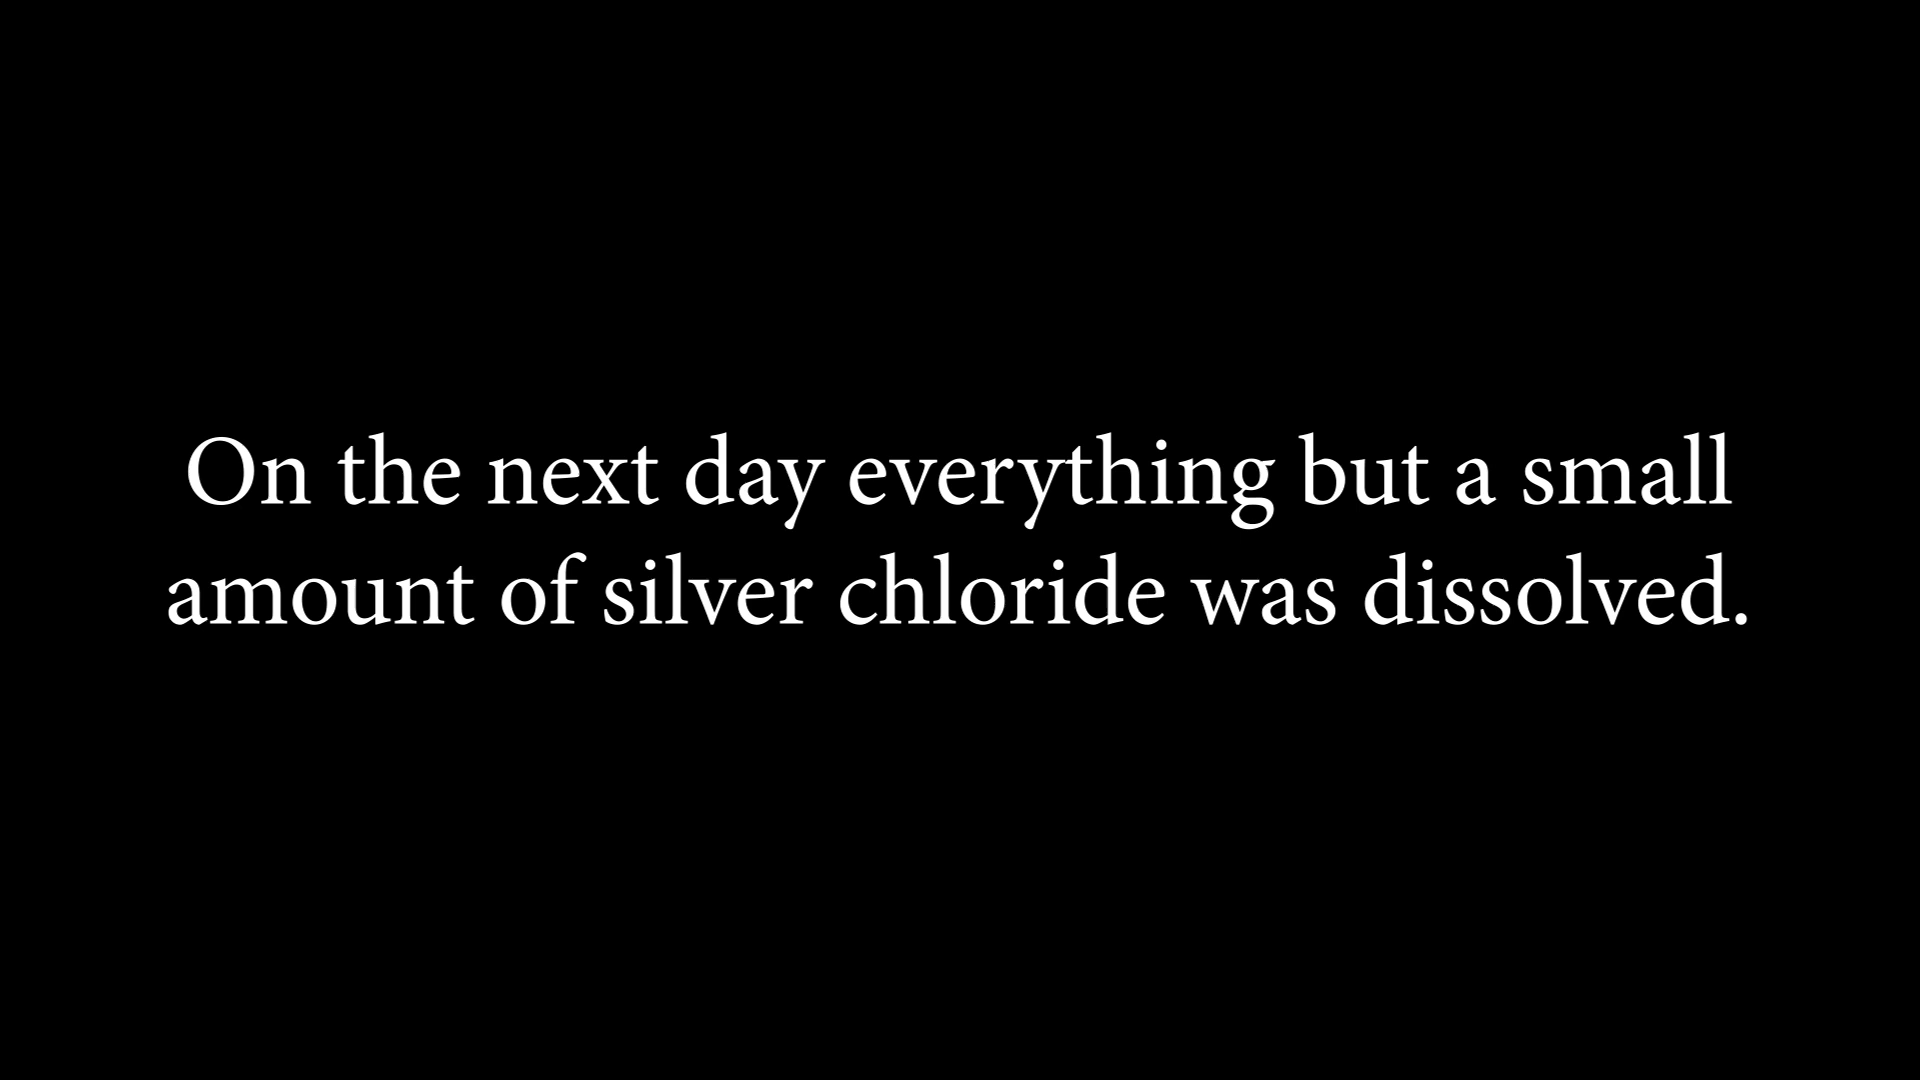 On the next day everything but a small
amount of silver chloride was dissolved.